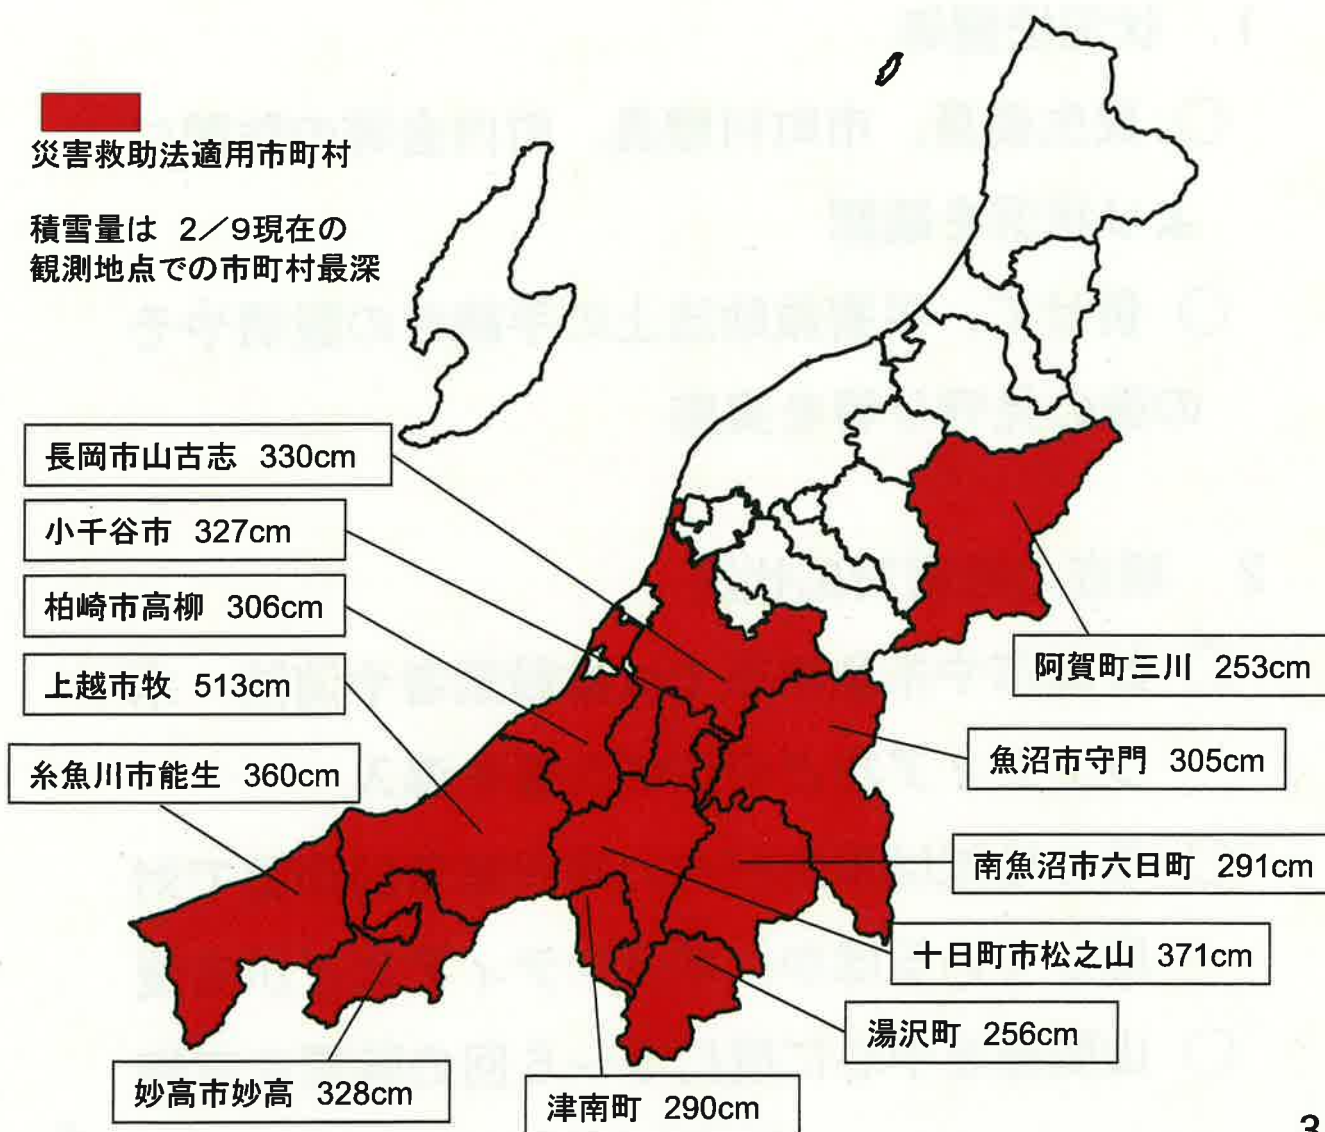 災害救助法適用市町村
積雪量は 2／9現在の
観測地点での市町村最深
長岡市山古志 330cm
小千谷市 327cm
柏崎市高柳 306cm
上越市牧 513cm
糸魚川市能生 360cm
妙高市妙高 328cm
津南町 290cm
湯沢町 256cm
十日町市松之山 371cm
南魚沼市六日町 291cm
魚沼市守門 305cm
阿賀町三川 253cm
3